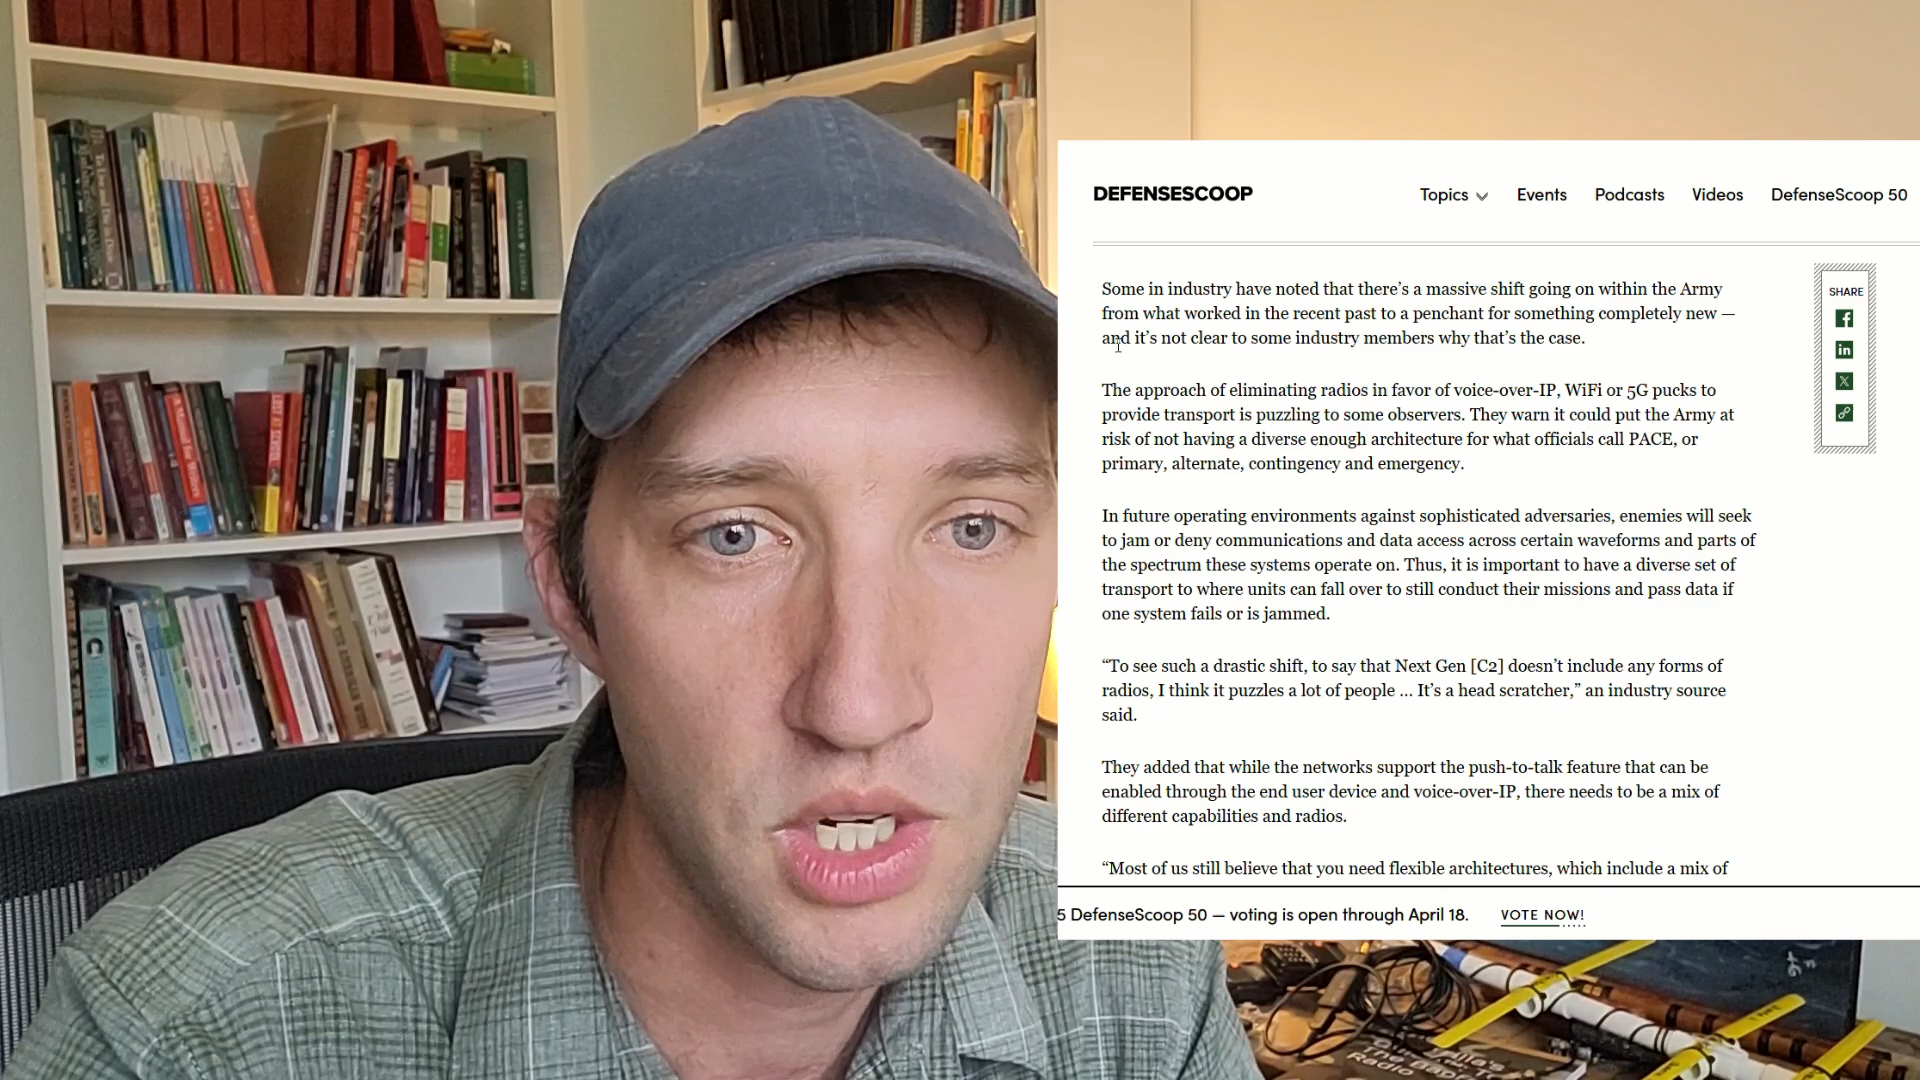 DEFENSESCOOP
Topics Events Podcasts Videos DefenseScoop 50
SHARE
Some in industry have noted that there’s a massive shift going on within the Army
from what worked in the recent past to a penchant for something completely new —
and it’s not clear to some industry members why that’s the case.
The approach of eliminating radios in favor of voice-over-IP, WiFi or 5G pucks to
provide transport is puzzling to some observers. They warn it could put the Army at
risk of not having a diverse enough architecture for what officials call PACE, or
primary, alternate, contingency and emergency.
In future operating environments against sophisticated adversaries, enemies will seek
to jam or deny communications and data access across certain waveforms and parts of
the spectrum these systems operate on. Thus, it is important to have a diverse set of
transport to where units can fall over to still conduct their missions and pass data if
one system fails or is jammed.
“To see such a drastic shift, to say that Next Gen [C2] doesn’t include any forms of
radios, I think it puzzles a lot of people … It’s a head scratcher,” an industry source
said.
They added that while the networks support the push-to-talk feature that can be
enabled through the end user device and voice-over-IP, there needs to be a mix of
different capabilities and radios.
“Most of us still believe that you need flexible architectures, which include a mix of
5 DefenseScoop 50 — voting is open through April 18. VOTE NOW!
Radio